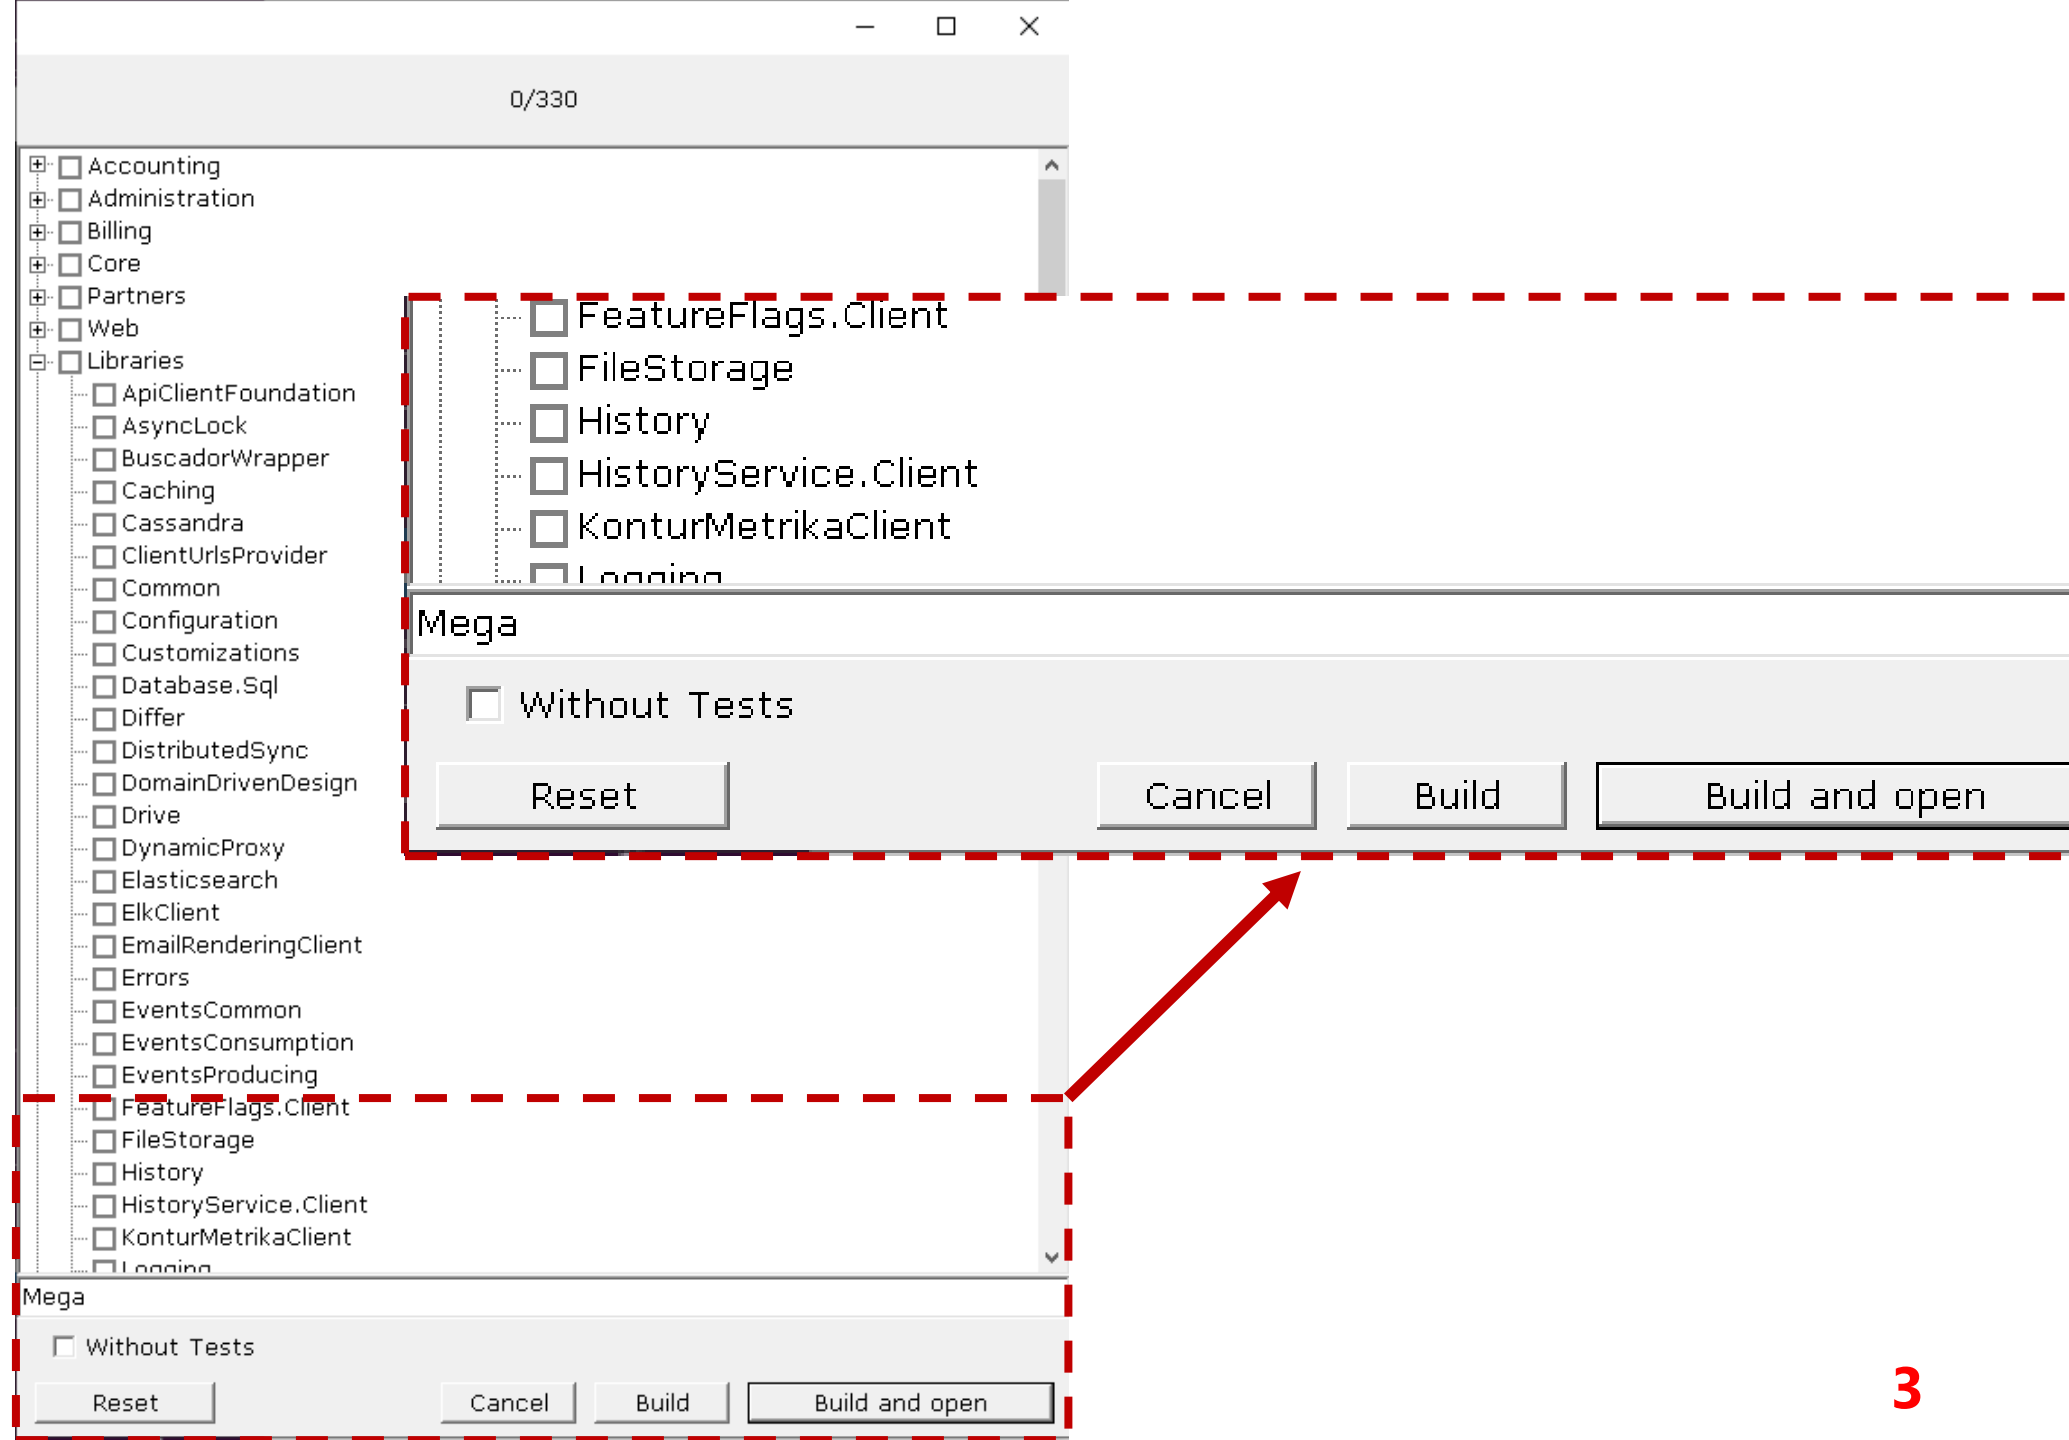 0/330
Accounting
Administration
Billing
Core
Partners
Web
Libraries
ApiClientFoundation
AsyncLock
BuscadorWrapper
Caching
Cassandra
ClientUrlsProvider
Common
Configuration
Customizations
Database.Sql
Differ
DistributedSync
DomainDrivenDesign
Drive
DynamicProxy
Elasticsearch
ElkClient
EmailRenderingClient
Errors
EventsCommon
EventsConsumption
EventsProducing
FeatureFlags.Client
FileStorage
History
HistoryService.Client
KonturMetrikaClient
Logging
Mega
Without Tests
Reset Cancel Build Build and open
FeatureFlags.Client
FileStorage
History
HistoryService.Client
KonturMetrikaClient
Logging
Mega
Without Tests
Reset Cancel Build Build and open
3